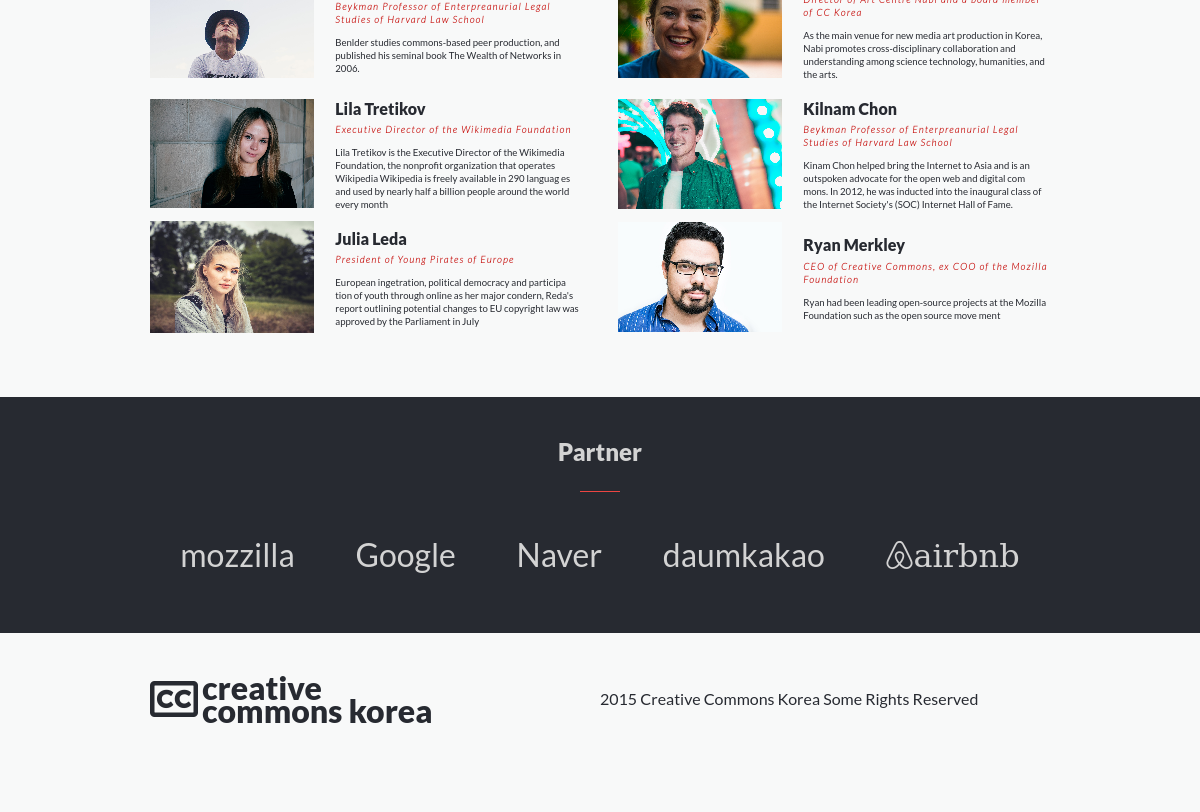 Beykman Professor of Enterpreanurial Legal
Studies of Harvard Law School
Benlder studies commons-based peer production, and
published his seminal book The Wealth of Networks in
2006.
Director of Art Centre Nabi and a board member
of CC Korea
As the main venue for new media art production in Korea,
Nabi promotes cross-disciplinary collaboration and
understanding among science technology, humanities, and
the arts.
Lila Tretikov
Executive Director of the Wikimedia Foundation
Lila Tretikov is the Executive Director of the Wikimedia
Foundation, the nonprofit organization that operates
Wikipedia Wikipedia is freely available in 290 languag es
and used by nearly half a billion people around the world
every month
Kilnam Chon
Beykman Professor of Enterpreanurial Legal
Studies of Harvard Law School
Kinam Chon helped bring the Internet to Asia and is an
outspoken advocate for the open web and digital com
mons. In 2012, he was inducted into the inaugural class of
the Internet Society's (SOC) Internet Hall of Fame.
Julia Leda
President of Young Pirates of Europe
European ingetration, political democracy and participa
tion of youth through online as her major condern, Reda's
report outlining potential changes to EU copyright law was
approved by the Parliament in July
Ryan Merkley
CEO of Creative Commons, ex COO of the Mozilla
Foundation
Ryan had been leading open-source projects at the Mozilla
Foundation such as the open source move ment
Partner
mozzilla Google Naver daumkakao airbnb
CC creative
commons korea
2015 Creative Commons Korea Some Rights Reserved